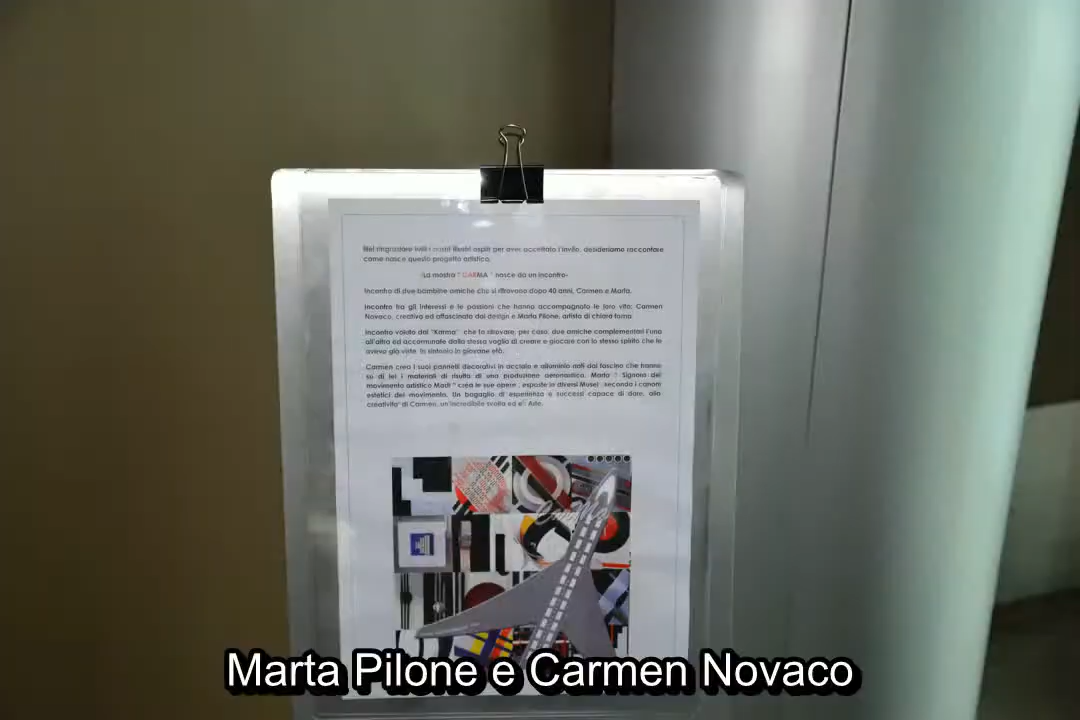 Nel ringraziare tutti i nostri illustri ospiti per aver accettato l'invito, desideriamo raccontare
come nasce questo progetto artistico.
-La mostra " CARMA " nasce da un incontro-
Incontro di due bambine amiche che si ritrovano dopo 40 anni, Carmen e Marta.
Incontro tra gli interessi e le passioni che hanno accompagnato le loro vita: Carmen
Novaco, creativa ed affascinata dal design e Marta Pilone, artista di chiara fama.
Incontro voluto dal "Karma" che fa ritrovare, per caso, due amiche complementari l'una
all'altra ed accomunate dalla stessa voglia di creare e giocare con lo stesso spirito che le
aveva già viste in sintonia in giovane età.
Carmen crea i suoi pannelli decorativi in acciaio e alluminio nati dal fascino che hanno
su di lei i materiali di risulta di una produzione aeronautica. Marta " Signora del
movimento artistico Madi " crea le sue opere , esposte in diversi Musei , secondo i canoni
estetici del movimento. Un bagaglio di esperienza e successi capace di dare, alla
creatività di Carmen, un'incredibile svolta ed è: Arte.
Marta Pilone e Carmen Novaco